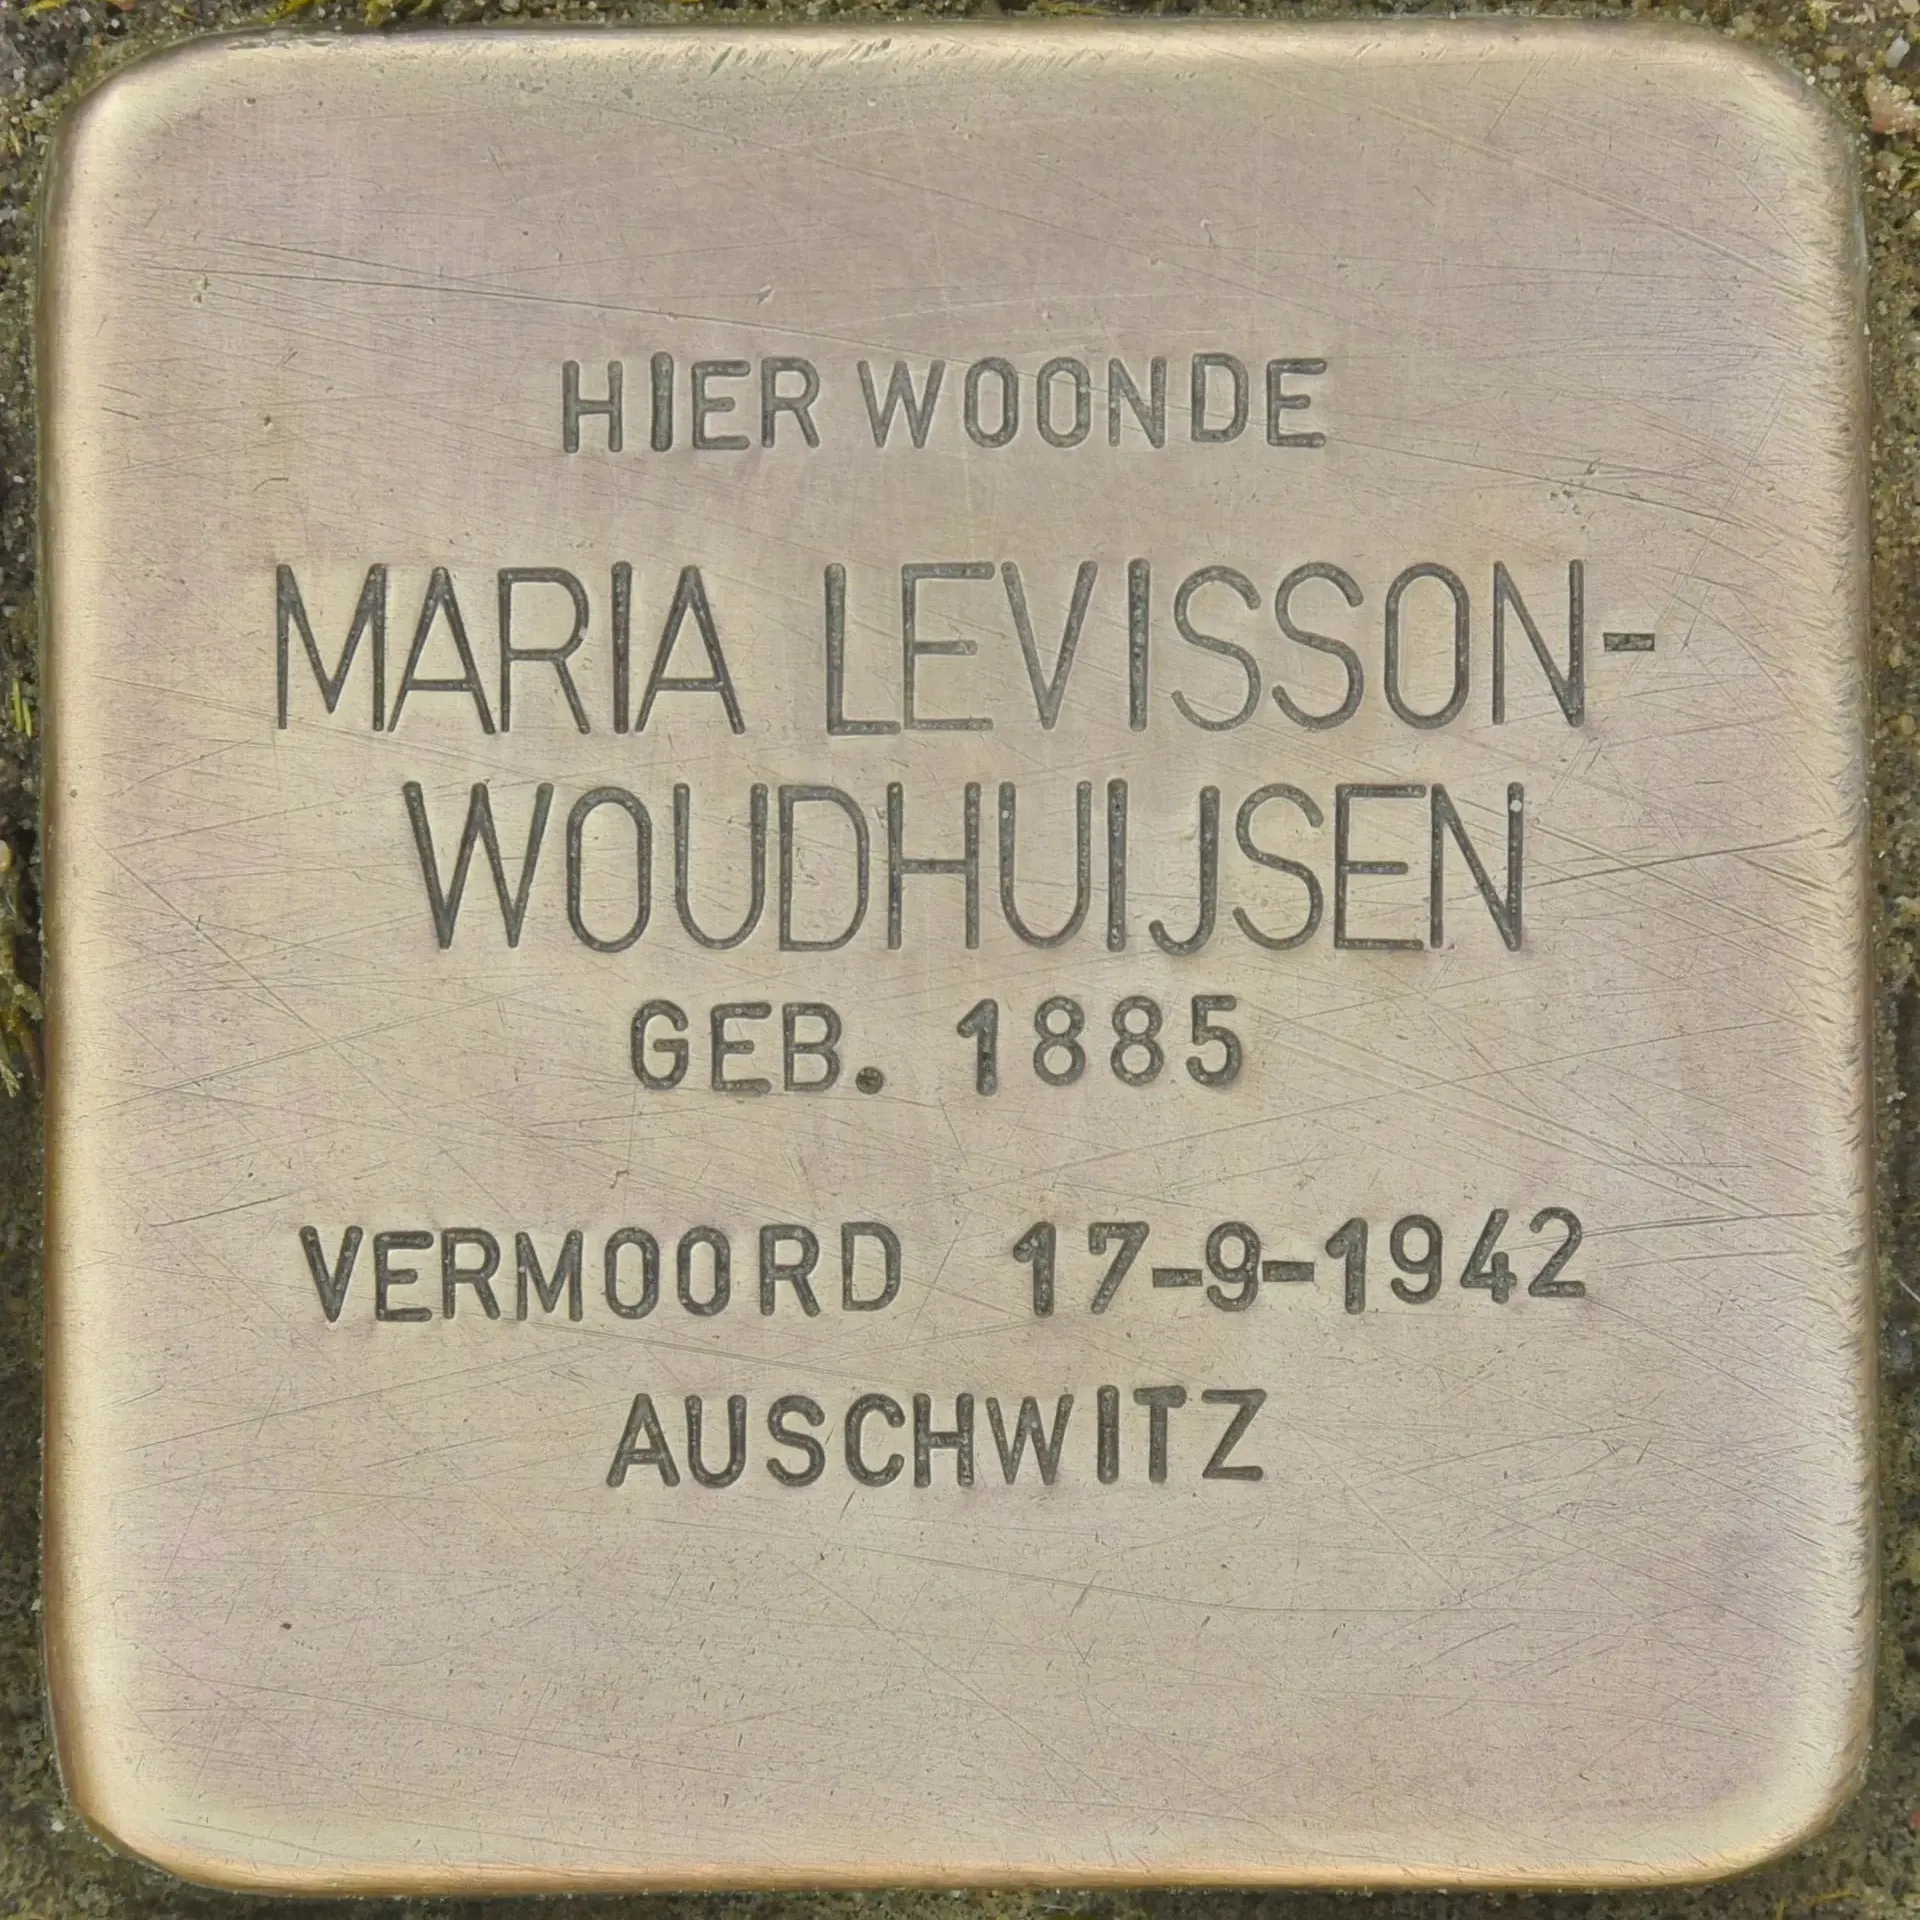 HIER WOONDE
MARIA LEVISSON-
WOUDHUIJSEN
GEB. 1885
VERMOORD 17-9-1942
AUSCHWITZ